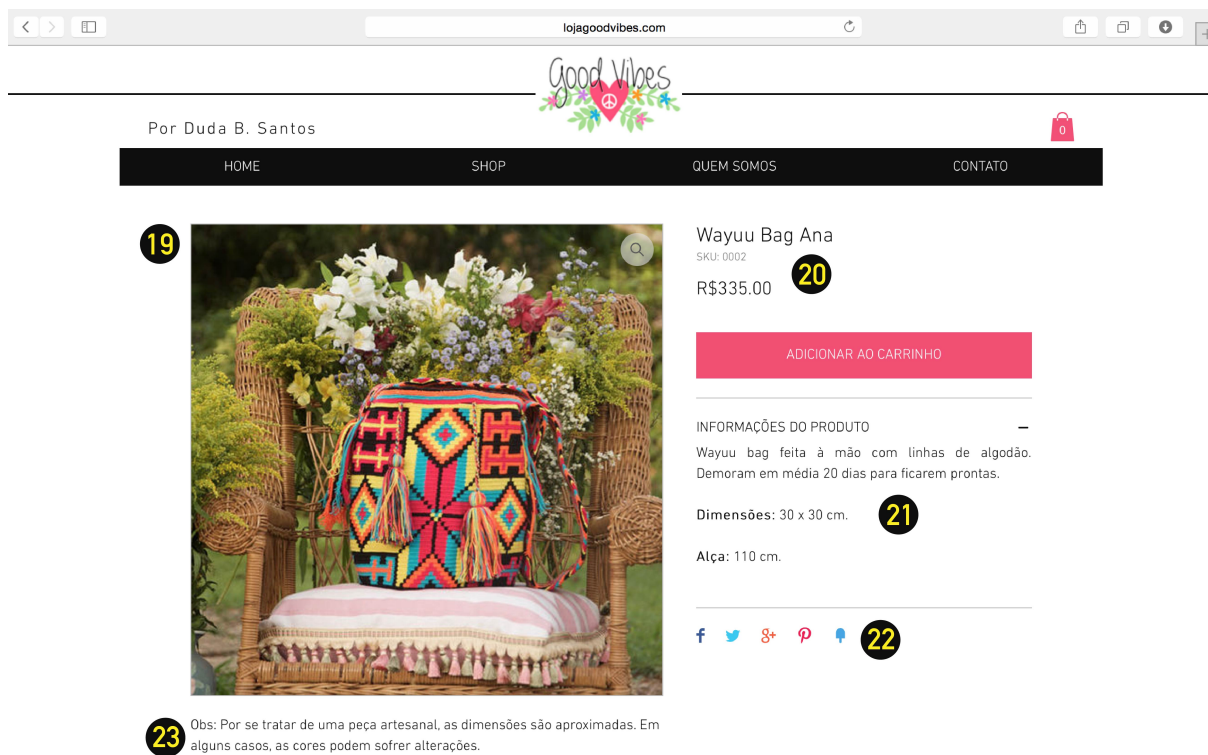 lojagoodvibes.com
good Vibes
Por Duda B. Santos
0
HOME SHOP QUEM SOMOS CONTATO
19
Wayuu Bag Ana
SKU: 0002
20
R$335.00
ADICIONAR AO CARRINHO
INFORMAÇÕES DO PRODUTO
Wayuu bag feita à mão com linhas de algodão.
Demoram em média 20 dias para ficarem prontas.
Dimensões: 30 x 30 cm.
21
Alça: 110 cm.
22
23
Obs: Por se tratar de uma peça artesanal, as dimensões são aproximadas. Em
alguns casos, as cores podem sofrer alterações.